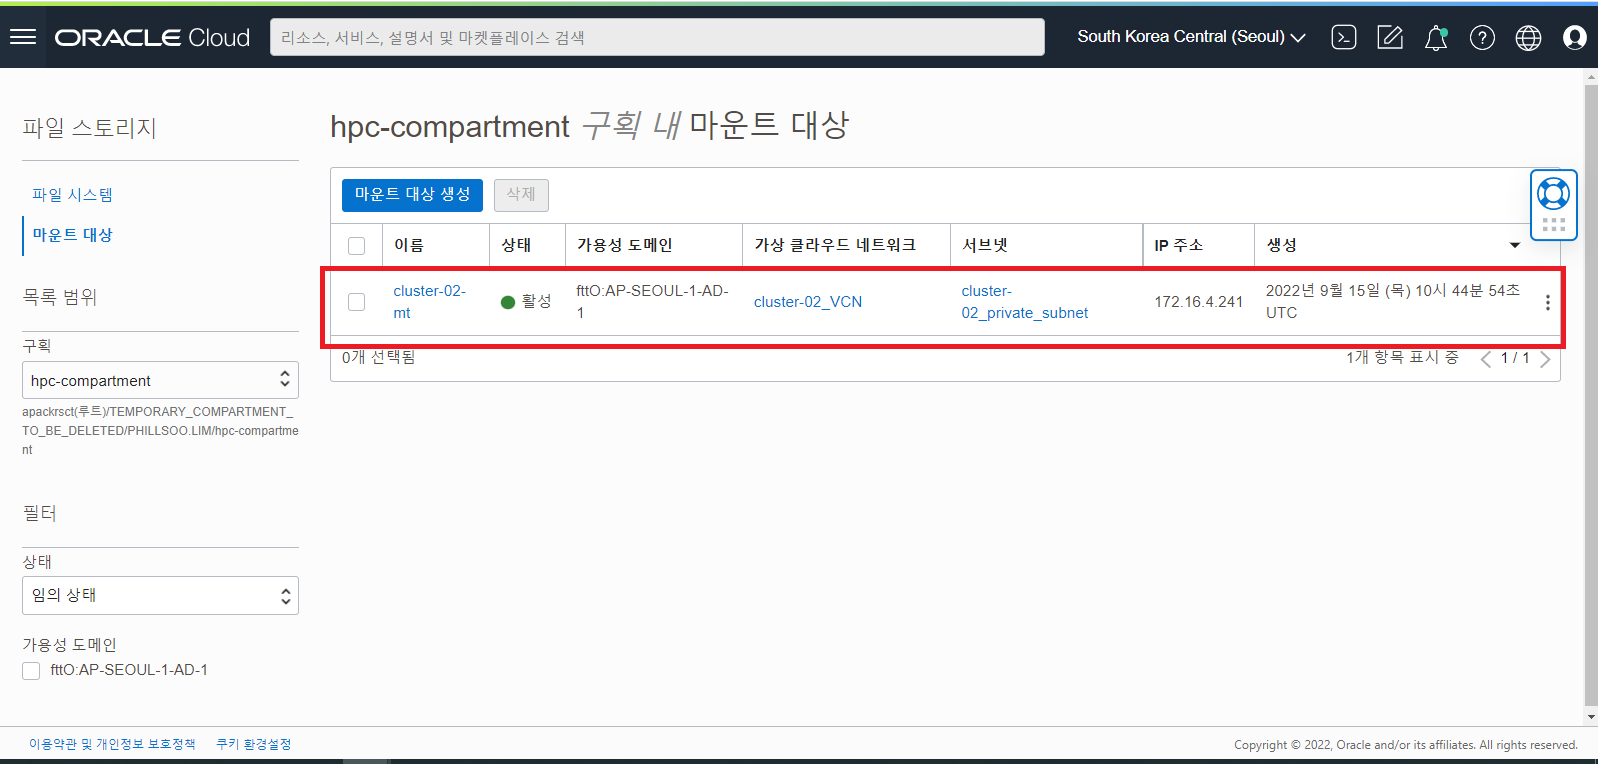 ORACLE Cloud
리소스, 서비스, 설명서 및 마켓플레이스 검색
South Korea Central (Seoul)
파일 스토리지
파일 시스템
마운트 대상
목록 범위
구획
hpc-compartment
apackrsct(루트)/TEMPORARY_COMPARTMENT_
TO_BE_DELETED/PHILLSOO.LIM/hpc-compartme
nt
필터
상태
임의 상태
가용성 도메인
fttO:AP-SEOUL-1-AD-1
hpc-compartment 구획 내 마운트 대상
마운트 대상 생성 삭제
이름 상태 가용성 도메인 가상 클라우드 네트워크 서브넷 IP 주소 생성
cluster-02-
mt
활성
fttO:AP-SEOUL-1-AD-
1
cluster-02_VCN
cluster-
02_private_subnet
172.16.4.241
2022년 9월 15일 (목) 10시 44분 54초
UTC
0개 선택됨
1개 항목 표시 중 1 / 1
이용약관 및 개인정보 보호정책 쿠키 환경설정
Copyright © 2022, Oracle and/or its affiliates. All rights reserved.